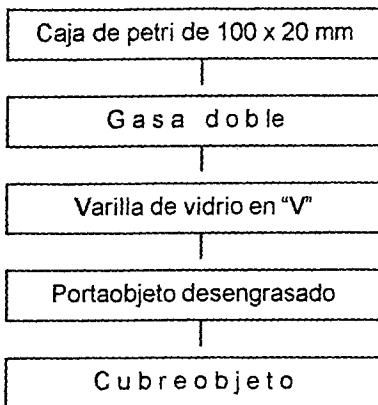 Caja de petri de 100 x 20 mm
Gasa doble
Varilla de vidrio en "V"
Portaobjeto desengrasado
Cubreobjeto